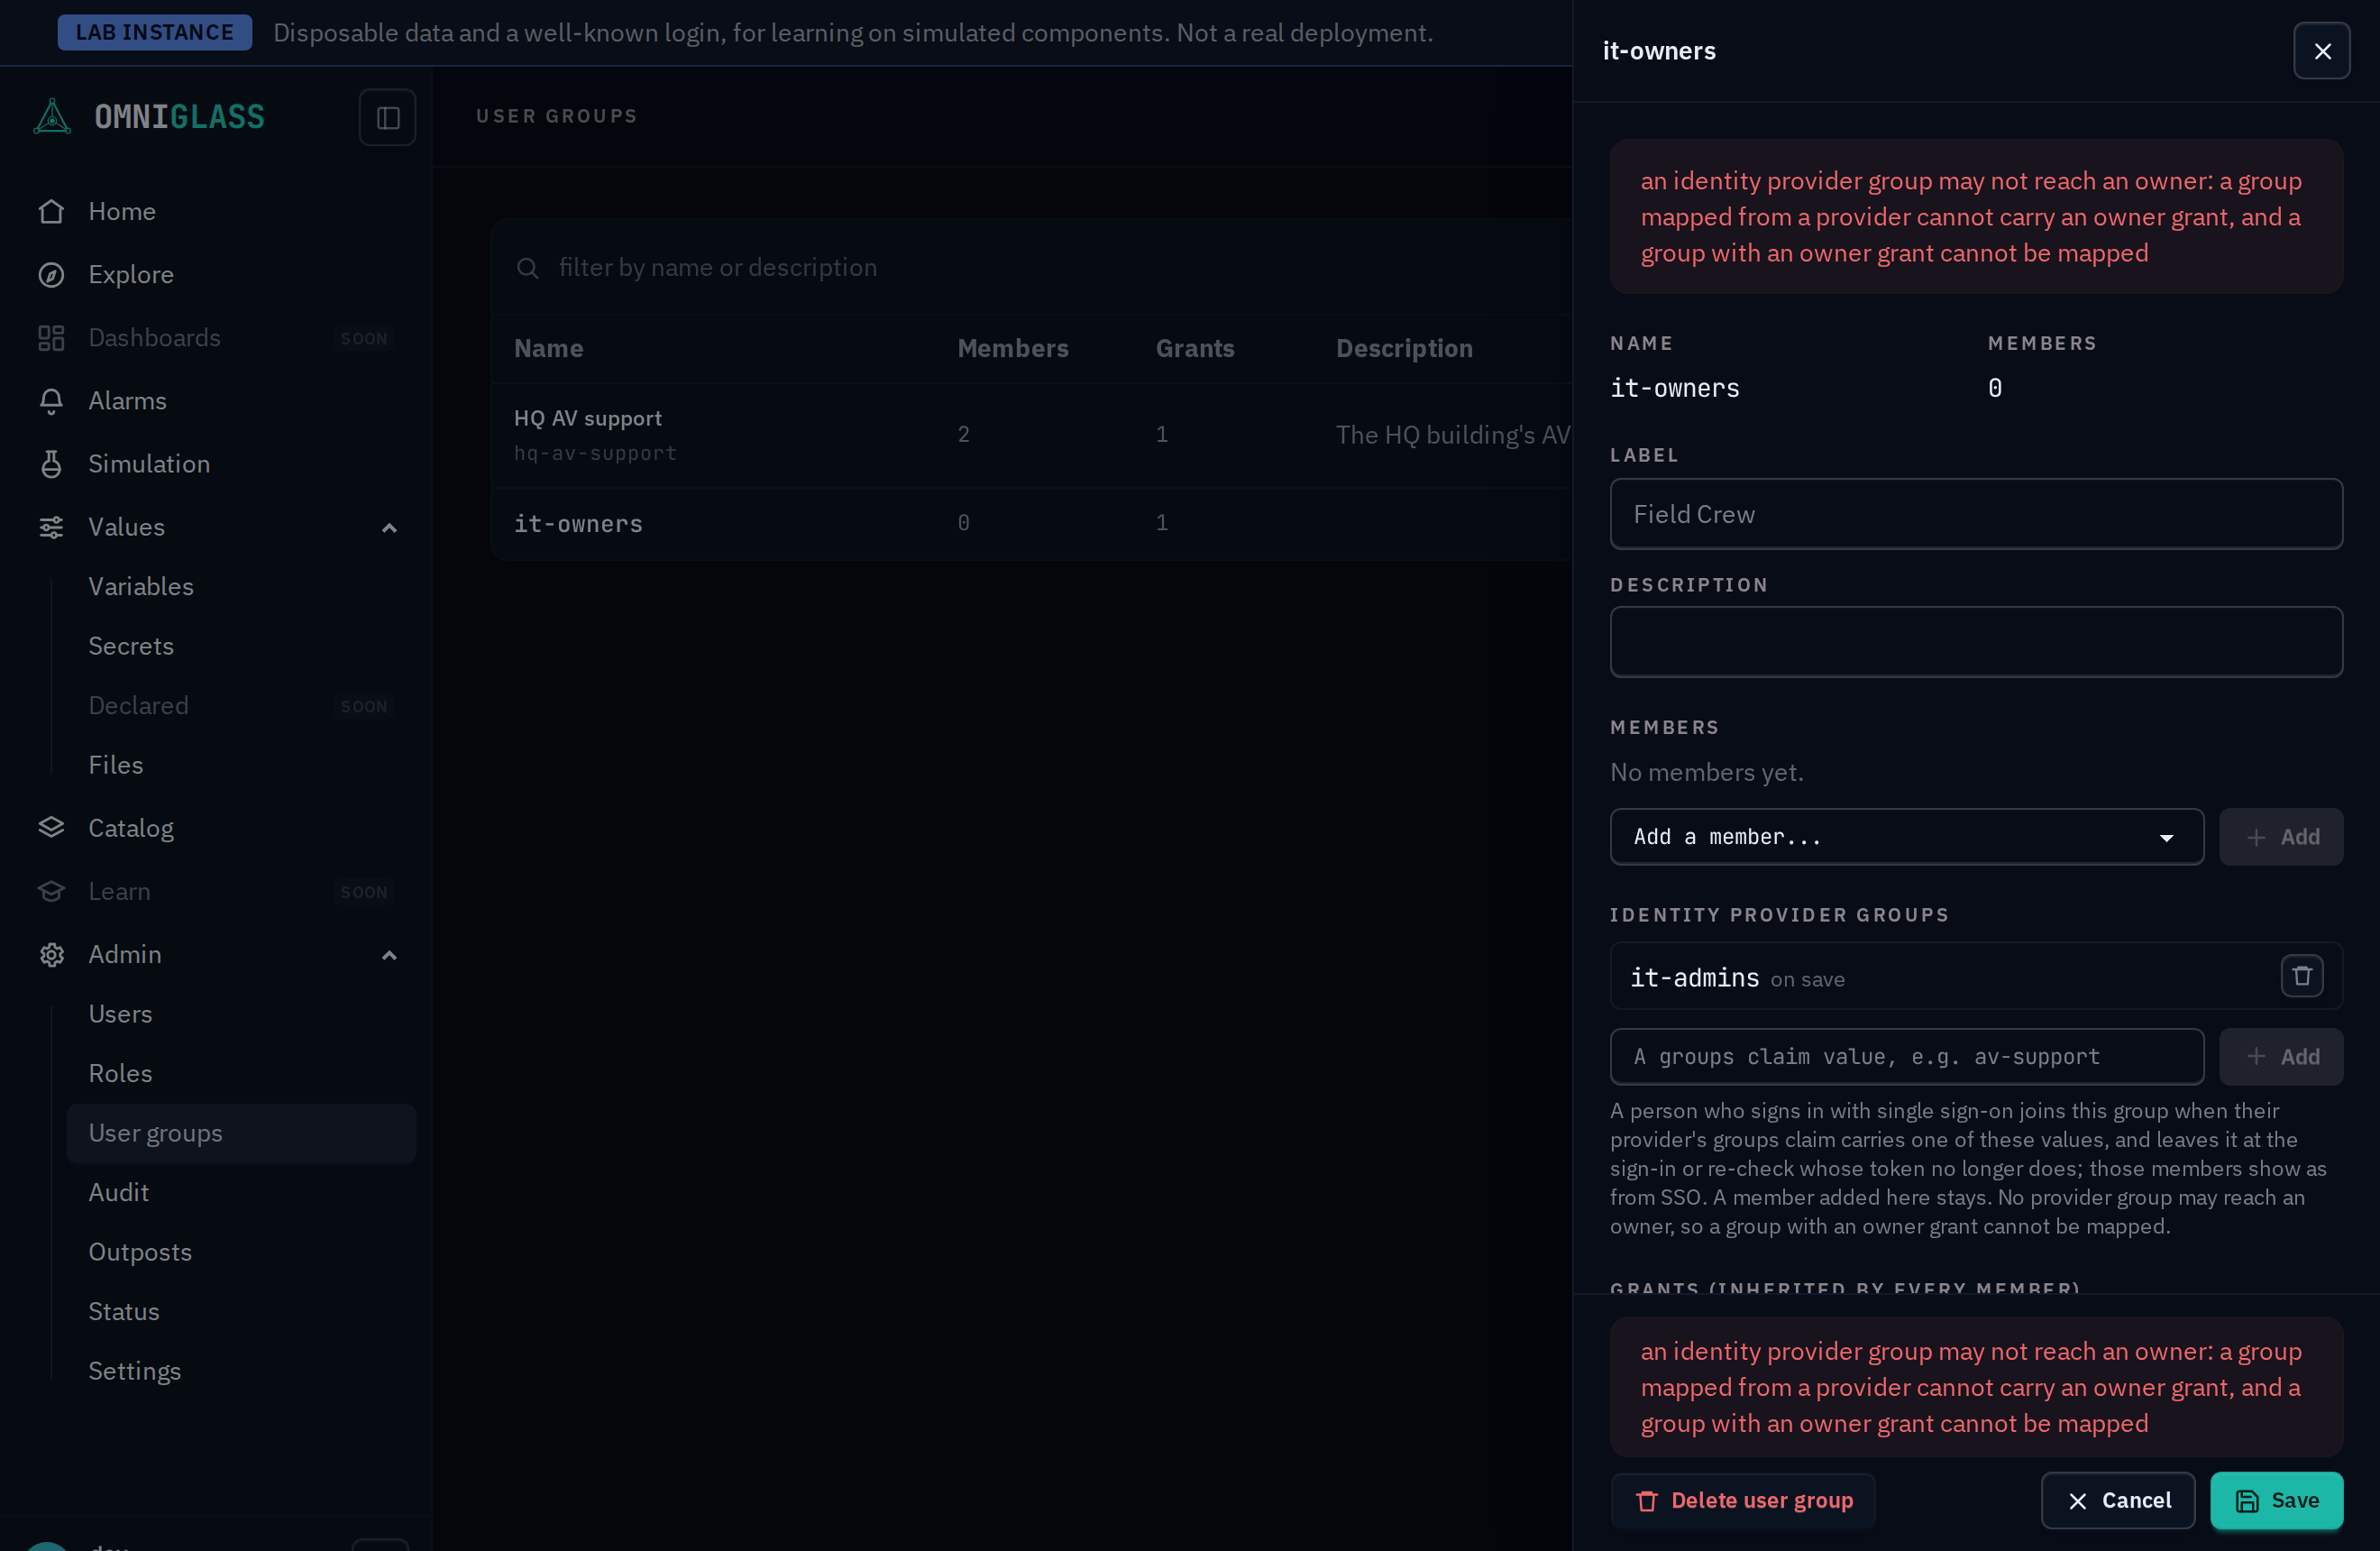 LAB INSTANCE Disposable data and a well-known login, for learning on simulated components. Not a real deployment.
OMNIGLASS
Home
Explore
Dashboards SOON
Alarms
Simulation
Values
Variables
Secrets
Declared SOON
Files
Catalog
Learn SOON
Admin
Users
Roles
User groups
Audit
Outposts
Status
Settings
USER GROUPS
filter by name or description
Name Members Grants Description
HQ AV support
hq-av-support
2 1 The HQ building's AV
it-owners 0 1
it-owners
an identity provider group may not reach an owner: a group
mapped from a provider cannot carry an owner grant, and a
group with an owner grant cannot be mapped
NAME MEMBERS
it-owners 0
LABEL
Field Crew
DESCRIPTION
MEMBERS
No members yet.
Add a member... Add
IDENTITY PROVIDER GROUPS
it-admins on save
A groups claim value, e.g. av-support Add
A person who signs in with single sign-on joins this group when their
provider's groups claim carries one of these values, and leaves it at the
sign-in or re-check whose token no longer does; those members show as
from SSO. A member added here stays. No provider group may reach an
owner, so a group with an owner grant cannot be mapped.
GRANTS (INHERITED BY EVERY MEMBER)
an identity provider group may not reach an owner: a group
mapped from a provider cannot carry an owner grant, and a
group with an owner grant cannot be mapped
Delete user group Cancel Save